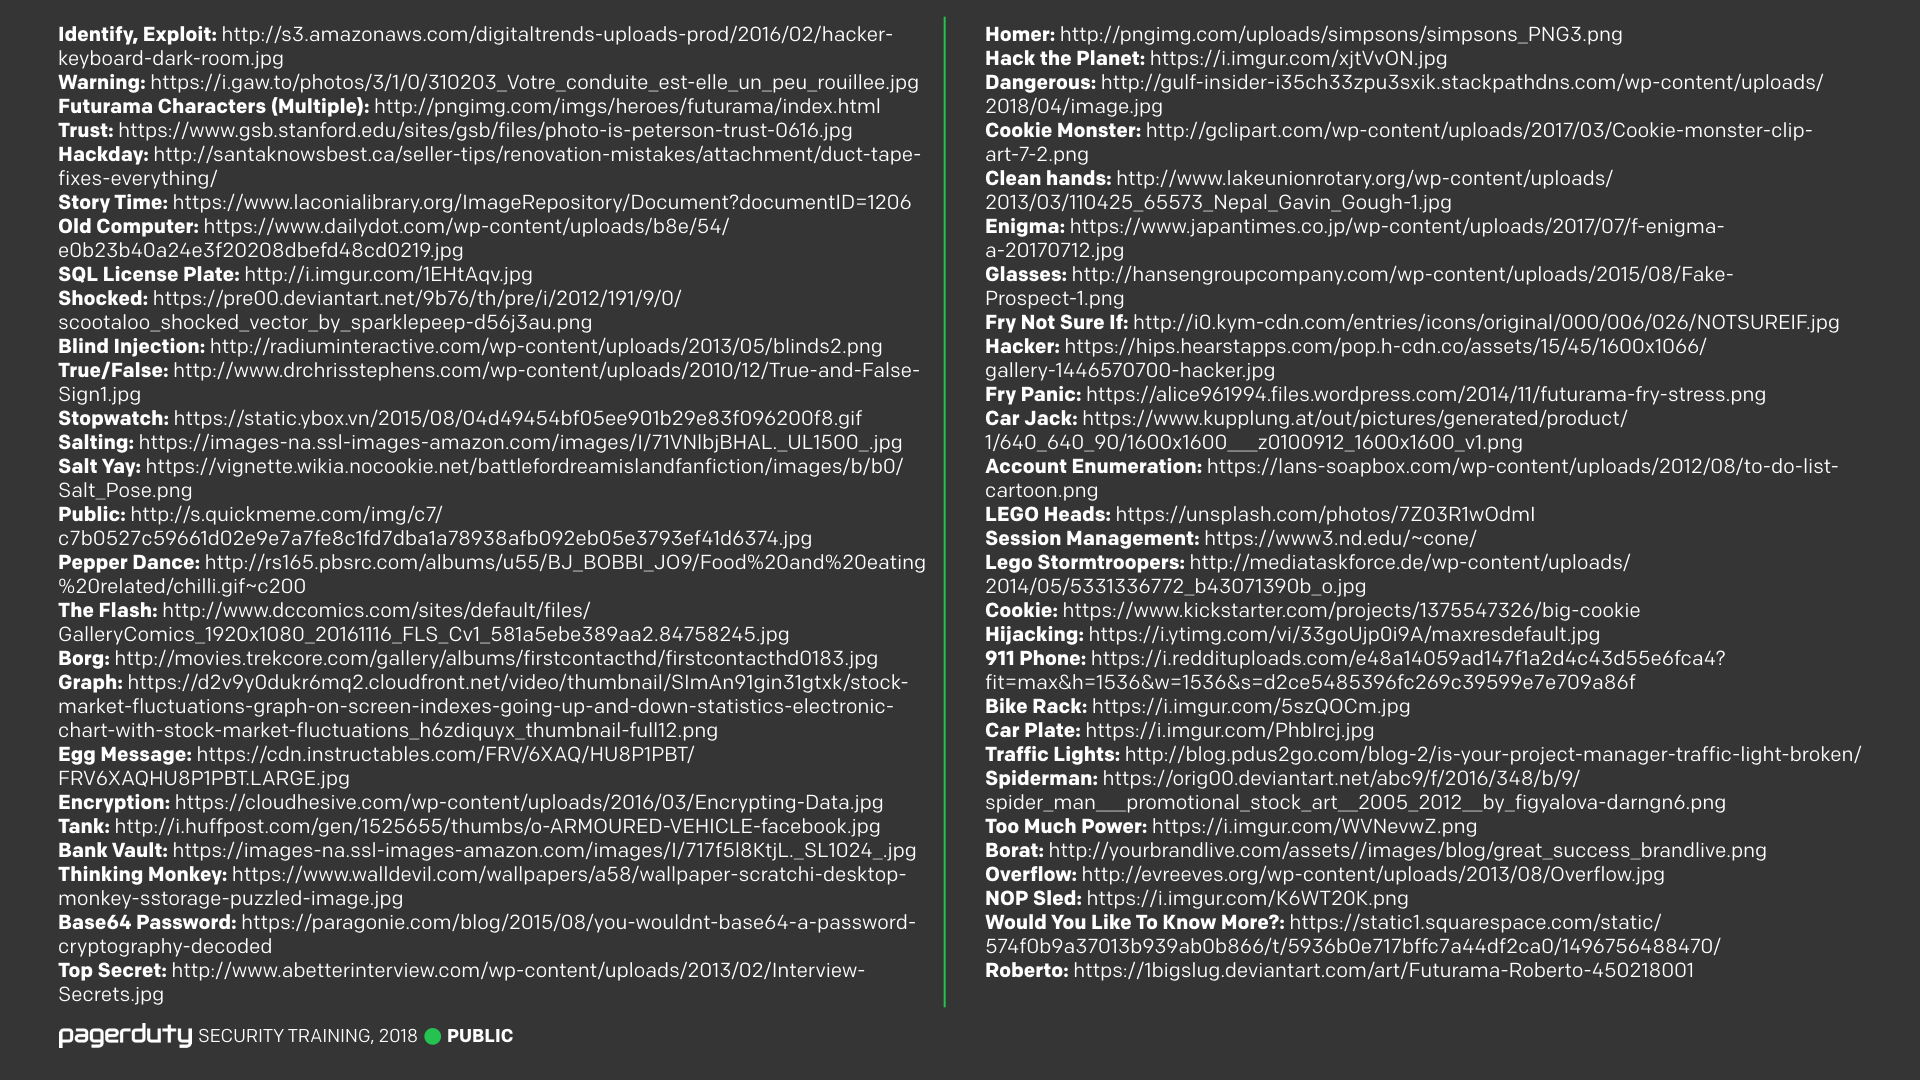 Identify, Exploit: http://s3.amazonaws.com/digitaltrends-uploads-prod/2016/02/hacker-
keyboard-dark-room.jpg
Warning: https://i.gaw.to/photos/3/1/0/310203_Votre_conduite_est-elle_un_peu_rouillee.jpg
Futurama Characters (Multiple): http://pngimg.com/imgs/heroes/futurama/index.html
Trust: https://www.gsb.stanford.edu/sites/gsb/files/photo-is-peterson-trust-0616.jpg
Hackday: http://santaknowsbest.ca/seller-tips/renovation-mistakes/attachment/duct-tape-
fixes-everything/
Story Time: https://www.laconialibrary.org/ImageRepository/Document?documentID=1206
Old Computer: https://www.dailydot.com/wp-content/uploads/b8e/54/
e0b23b40a24e3f20208dbefd48cd0219.jpg
SQL License Plate: http://i.imgur.com/1EHtAqv.jpg
Shocked: https://pre00.deviantart.net/9b76/th/pre/i/2012/191/9/0/
scootaloo_shocked_vector_by_sparklepeep-d56j3au.png
Blind Injection: http://radiuminteractive.com/wp-content/uploads/2013/05/blinds2.png
True/False: http://www.drchrisstephens.com/wp-content/uploads/2010/12/True-and-False-
Sign1.jpg
Stopwatch: https://static.ybox.vn/2015/08/04d49454bf05ee901b29e83f096200f8.gif
Salting: https://images-na.ssl-images-amazon.com/images/I/71VNlbjBHAL._UL1500_.jpg
Salt Yay: https://vignette.wikia.nocookie.net/battlefordreamislandfanfiction/images/b/b0/
Salt_Pose.png
Public: http://s.quickmeme.com/img/c7/
c7b0527c59661d02e9e7a7fe8c1fd7dba1a78938afb092eb05e3793ef41d6374.jpg
Pepper Dance: http://rs165.pbsrc.com/albums/u55/BJ_BOBBI_JO9/Food%20and%20eating
%20related/chilli.gif~c200
The Flash: http://www.dccomics.com/sites/default/files/
GalleryComics_1920x1080_20161116_FLS_Cv1_581a5ebe389aa2.84758245.jpg
Borg: http://movies.trekcore.com/gallery/albums/firstcontacthd/firstcontacthd0183.jpg
Graph: https://d2v9y0dukr6mq2.cloudfront.net/video/thumbnail/SImAn91gin31gtxk/stock-
market-fluctuations-graph-on-screen-indexes-going-up-and-down-statistics-electronic-
chart-with-stock-market-fluctuations_h6zdiquyx_thumbnail-full12.png
Egg Message: https://cdn.instructables.com/FRV/6XAQ/HU8P1PBT/
FRV6XAQHU8P1PBT.LARGE.jpg
Encryption: https://cloudhesive.com/wp-content/uploads/2016/03/Encrypting-Data.jpg
Tank: http://i.huffpost.com/gen/1525655/thumbs/o-ARMOURED-VEHICLE-facebook.jpg
Bank Vault: https://images-na.ssl-images-amazon.com/images/I/717f5l8KtjL._SL1024_.jpg
Thinking Monkey: https://www.walldevil.com/wallpapers/a58/wallpaper-scratchi-desktop-
monkey-sstorage-puzzled-image.jpg
Base64 Password: https://paragonie.com/blog/2015/08/you-wouldnt-base64-a-password-
cryptography-decoded
Top Secret: http://www.abetterinterview.com/wp-content/uploads/2013/02/Interview-
Secrets.jpg
Homer: http://pngimg.com/uploads/simpsons/simpsons_PNG3.png
Hack the Planet: https://i.imgur.com/xjtVvON.jpg
Dangerous: http://gulf-insider-i35ch33zpu3sxik.stackpathdns.com/wp-content/uploads/
2018/04/image.jpg
Cookie Monster: http://gclipart.com/wp-content/uploads/2017/03/Cookie-monster-clip-
art-7-2.png
Clean hands: http://www.lakeunionrotary.org/wp-content/uploads/
2013/03/110425_65573_Nepal_Gavin_Gough-1.jpg
Enigma: https://www.japantimes.co.jp/wp-content/uploads/2017/07/f-enigma-
a-20170712.jpg
Glasses: http://hansengroupcompany.com/wp-content/uploads/2015/08/Fake-
Prospect-1.png
Fry Not Sure If: http://i0.kym-cdn.com/entries/icons/original/000/006/026/NOTSUREIF.jpg
Hacker: https://hips.hearstapps.com/pop.h-cdn.co/assets/15/45/1600x1066/
gallery-1446570700-hacker.jpg
Fry Panic: https://alice961994.files.wordpress.com/2014/11/futurama-fry-stress.png
Car Jack: https://www.kupplung.at/out/pictures/generated/product/
1/640_640_90/1600x1600___z0100912_1600x1600_v1.png
Account Enumeration: https://lans-soapbox.com/wp-content/uploads/2012/08/to-do-list-
cartoon.png
LEGO Heads: https://unsplash.com/photos/7Z03R1wOdmI
Session Management: https://www3.nd.edu/~cone/
Lego Stormtroopers: http://mediataskforce.de/wp-content/uploads/
2014/05/5331336772_b43071390b_o.jpg
Cookie: https://www.kickstarter.com/projects/1375547326/big-cookie
Hijacking: https://i.ytimg.com/vi/33goUjp0i9A/maxresdefault.jpg
911 Phone: https://i.reddituploads.com/e48a14059ad147f1a2d4c43d55e6fca4?
fit=max&h=1536&w=1536&s=d2ce5485396fc269c39599e7e709a86f
Bike Rack: https://i.imgur.com/5szQOCm.jpg
Car Plate: https://i.imgur.com/PhbIrcj.jpg
Traffic Lights: http://blog.pdus2go.com/blog-2/is-your-project-manager-traffic-light-broken/
Spiderman: https://orig00.deviantart.net/abc9/f/2016/348/b/9/
spider_man___promotional_stock_art__2005_2012__by_figyalova-darngn6.png
Too Much Power: https://i.imgur.com/WVNevwZ.png
Borat: http://yourbrandlive.com/assets//images/blog/great_success_brandlive.png
Overflow: http://evreeves.org/wp-content/uploads/2013/08/Overflow.jpg
NOP Sled: https://i.imgur.com/K6WT20K.png
Would You Like To Know More?: https://static1.squarespace.com/static/
574f0b9a37013b939ab0b866/t/5936b0e717bffc7a44df2ca0/1496756488470/
Roberto: https://1bigslug.deviantart.com/art/Futurama-Roberto-450218001
pagerduty SECURITY TRAINING, 2018 PUBLIC